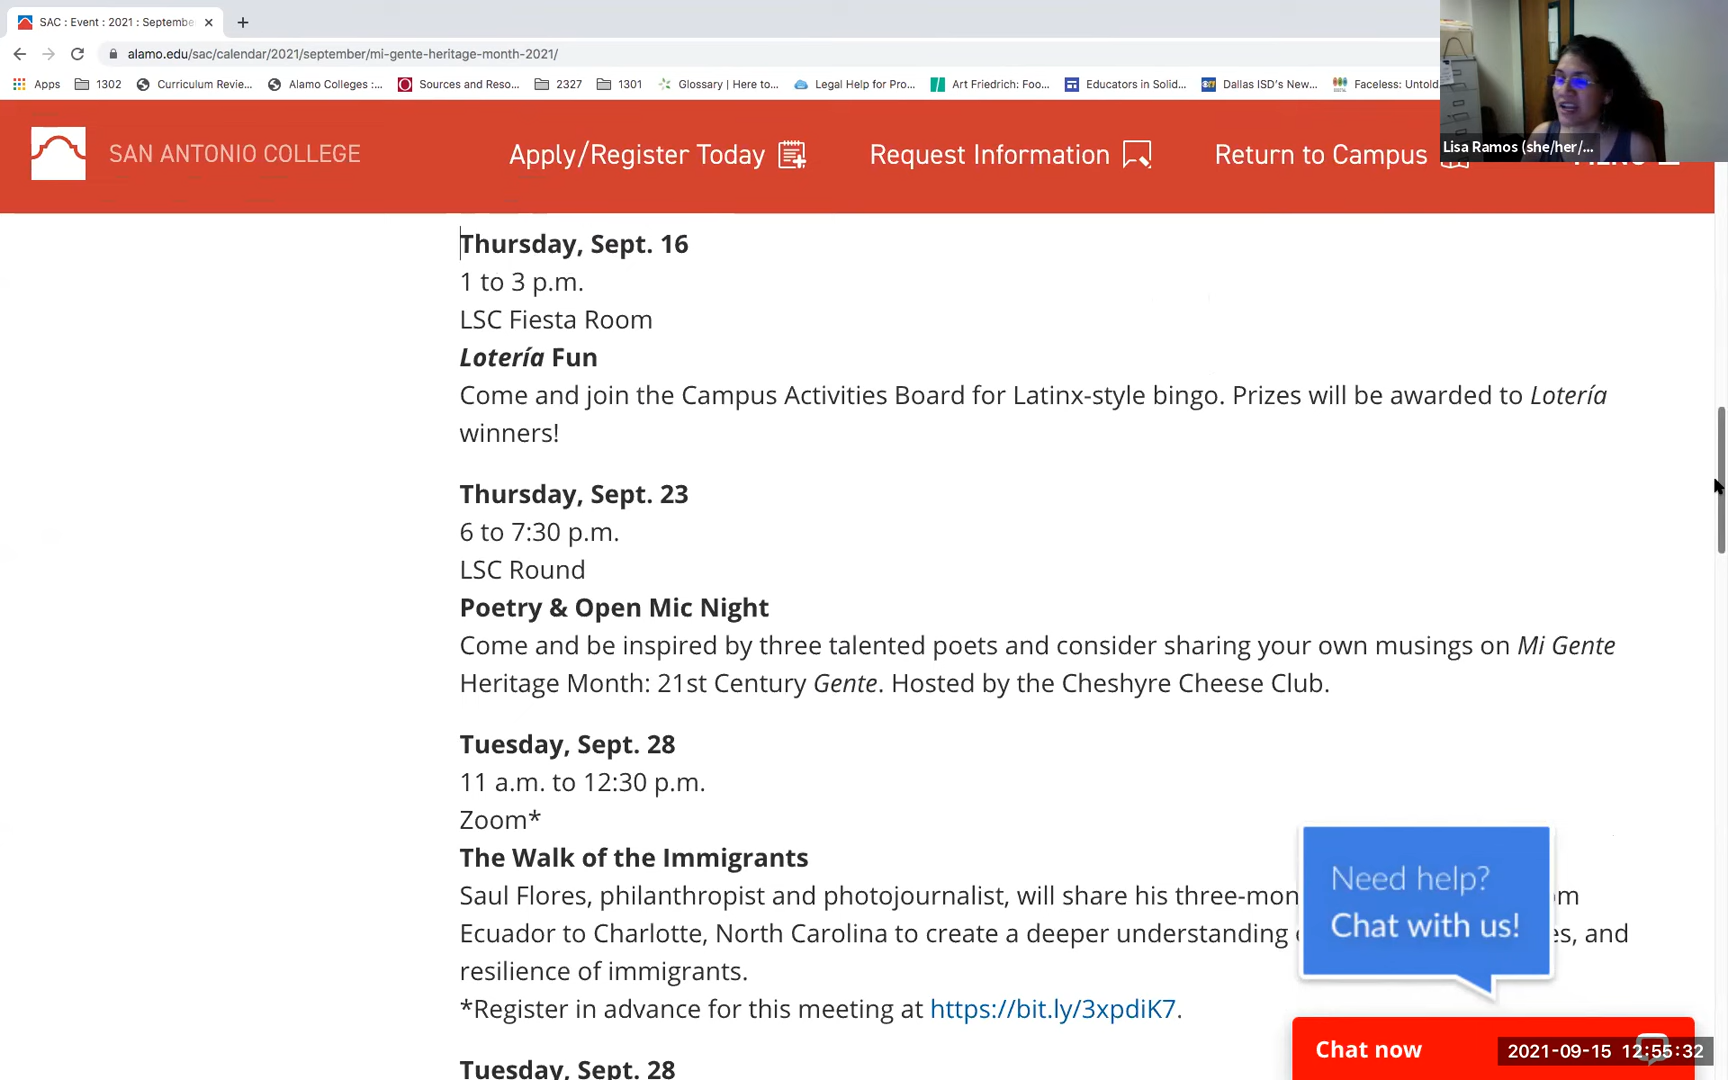 SAC : Event : 2021 : Septembe
alamo.edu/sac/calendar/2021/september/mi-gente-heritage-month-2021/
Apps 1302 Curriculum Revie... Alamo Colleges :... Sources and Reso... 2327 1301 Glossary | Here to... Legal Help for Pro... Art Friedrich: Foo... Educators in Solid... Dallas ISD's New... Faceless: Untold
Lisa Ramos (she/her/...
SAN ANTONIO COLLEGE Apply/Register Today Request Information Return to Campus
Thursday, Sept. 16
1 to 3 p.m.
LSC Fiesta Room
Lotería Fun
Come and join the Campus Activities Board for Latinx-style bingo. Prizes will be awarded to Lotería
winners!
Thursday, Sept. 23
6 to 7:30 p.m.
LSC Round
Poetry & Open Mic Night
Come and be inspired by three talented poets and consider sharing your own musings on Mi Gente
Heritage Month: 21st Century Gente. Hosted by the Cheshyre Cheese Club.
Tuesday, Sept. 28
11 a.m. to 12:30 p.m.
Zoom*
The Walk of the Immigrants
Saul Flores, philanthropist and photojournalist, will share his
Ecuador to Charlotte, North Carolina to create a deeper understanding and
resilience of immigrants.
*Register in advance for this meeting at https://bit.ly/3xpdiK7.
Tuesday, Sept. 28
Need help?
Chat with us!
Chat now
2021-09-15 12:55:32